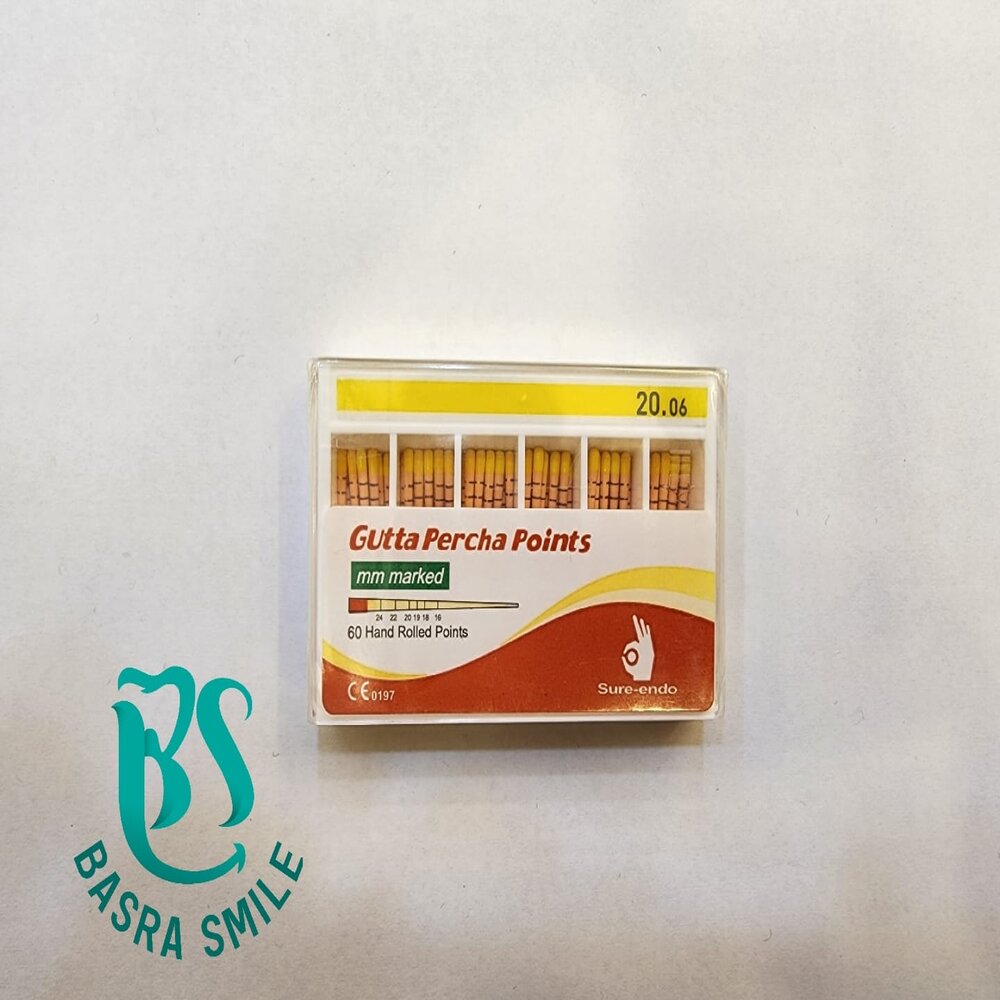 20.06
Gutta Percha Points
mm marked
24 22 20 19 18 16
60 Hand Rolled Points
CE 0197
Sure-endo
BS
BASRA SMILE